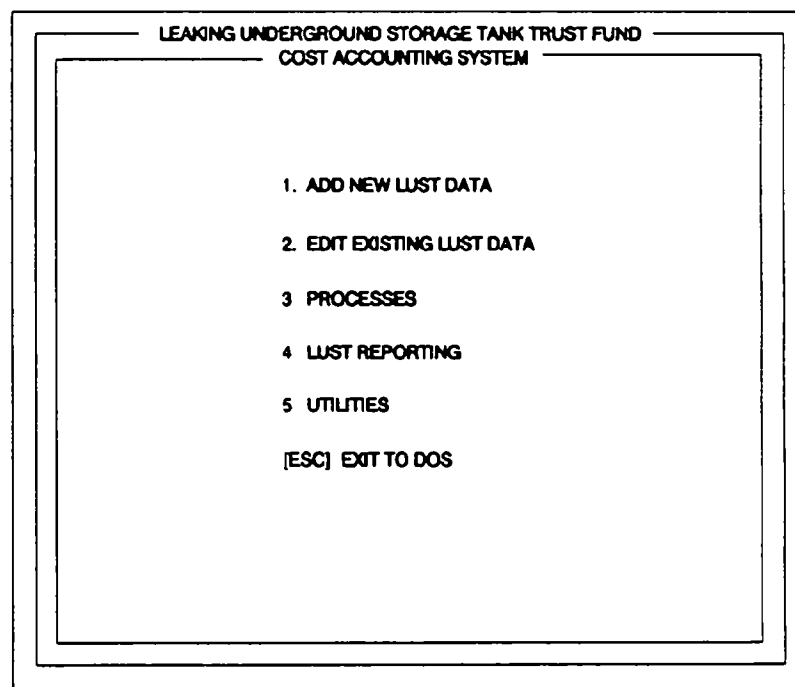 LEAKING UNDERGROUND STORAGE TANK TRUST FUND
COST ACCOUNTING SYSTEM
1. ADD NEW LUST DATA
2. EDIT EXISTING LUST DATA
3 PROCESSES
4 LUST REPORTING
5 UTILITIES
[ESC] EXIT TO DOS